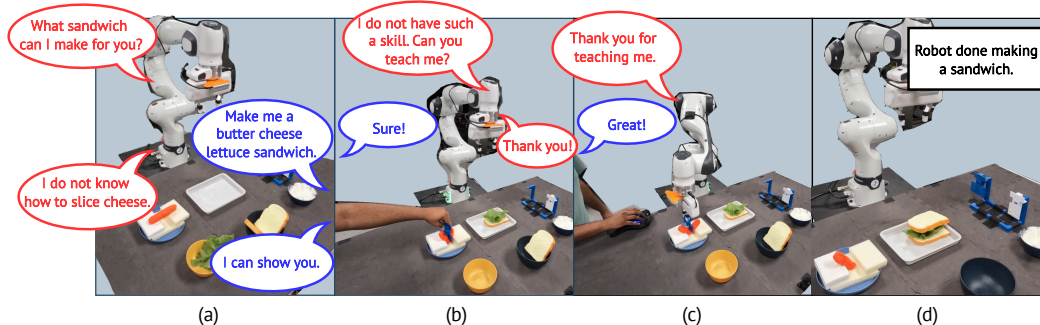 What sandwich
can I make for you?
Make me a
butter cheese
lettuce sandwich.
I do not know
how to slice cheese.
I can show you.
I do not have such
a skill. Can you
teach me?
Sure!
Thank you!
Thank you for
teaching me.
Great!
Robot done making
a sandwich.
(a)
(b)
(c)
(d)